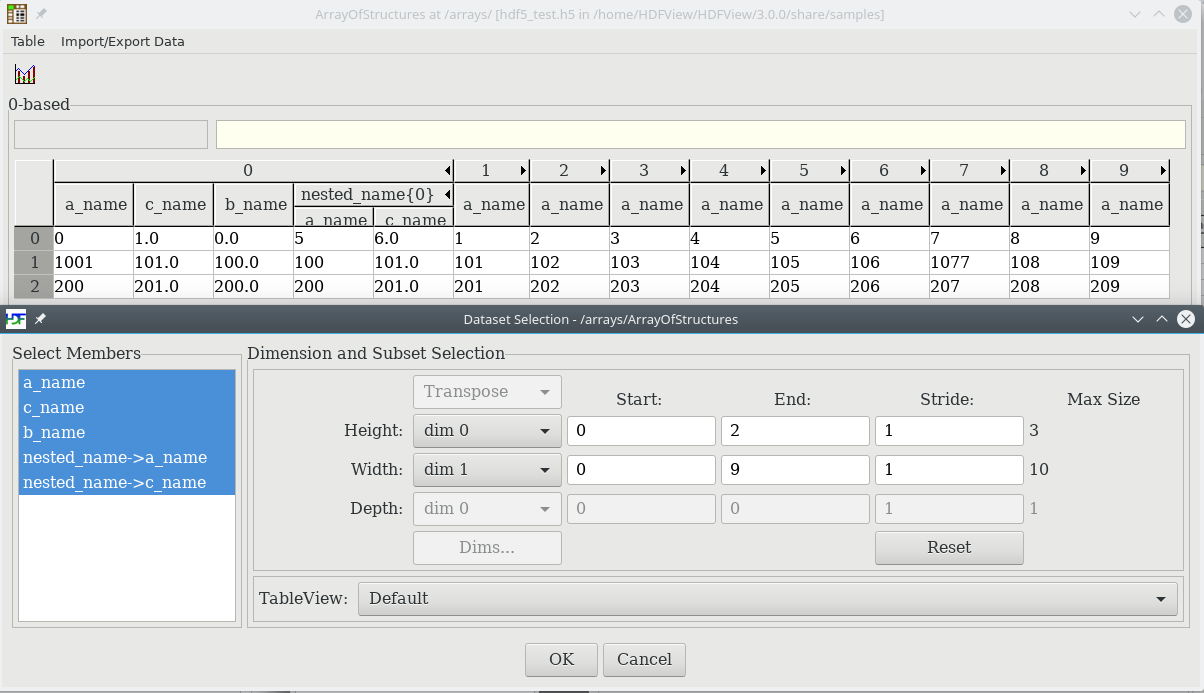 ArrayOfStructures at /arrays/ [hdf5_test.h5 in /home/HDFView/HDFView/3.0.0/share/samples]
Table Import/Export Data
0-based
0 1 2 3 4 5 6 7 8 9
a_name c_name b_name nested_name{0} a_name a_name a_name a_name a_name a_name a_name a_name a_name
a_name c_name
0 0 1.0 0.0 5 6.0 1 2 3 4 5 6 7 8 9
1 1001 101.0 100.0 100 101.0 101 102 103 104 105 106 1077 108 109
2 200 201.0 200.0 200 201.0 201 202 203 204 205 206 207 208 209
HDF Dataset Selection - /arrays/ArrayOfStructures
Select Members
a_name
c_name
b_name
nested_name->a_name
nested_name->c_name
Dimension and Subset Selection
Transpose Start: End: Stride: Max Size
Height: dim 0 0 2 1 3
Width: dim 1 0 9 1 10
Depth: dim 0 0 0 1 1
Dims... Reset
TableView: Default
OK Cancel